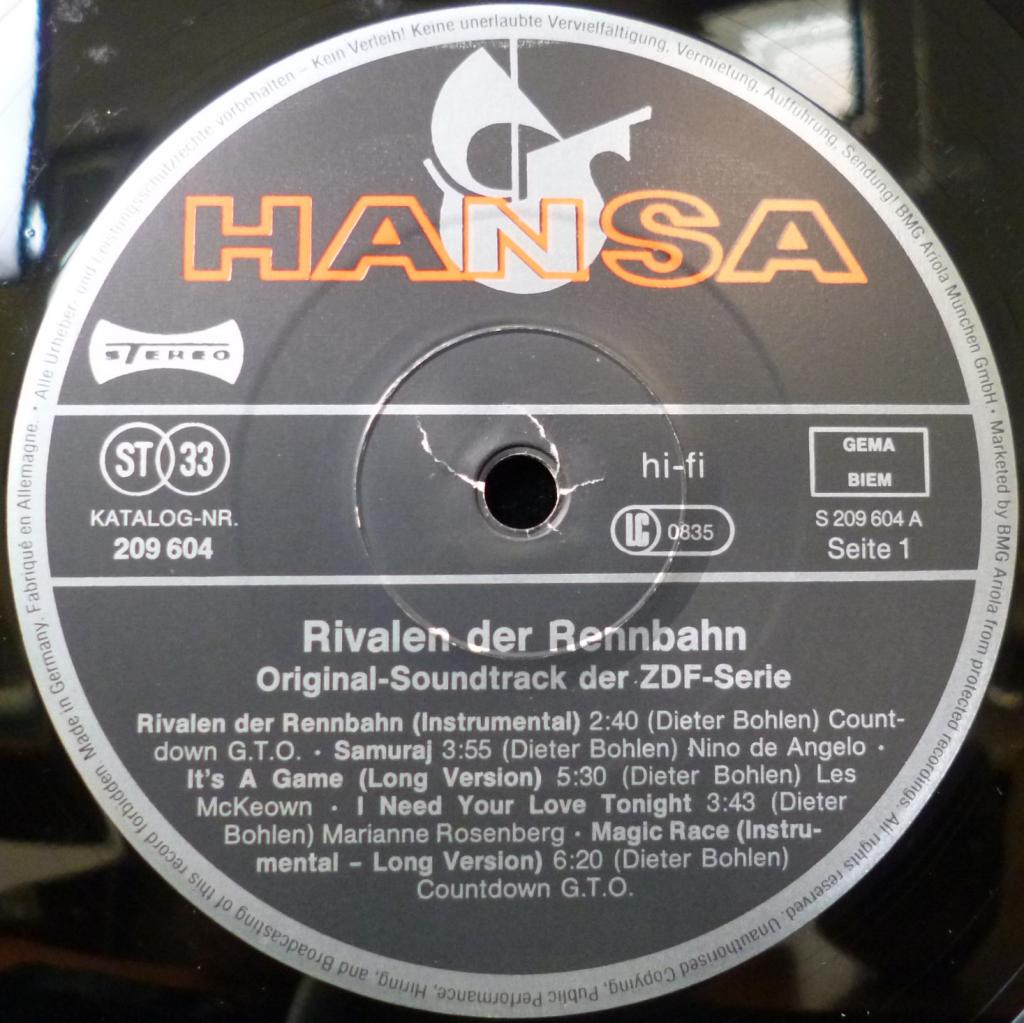 Alle Urheber- und Leistungsschutzrechte vorbehalten – Kein Verleih! Keine unerlaubte Vervielfältigung, Vermietung, Aufführung, Sendung! BMG Ariola München GmbH • Marketed by BMG Ariola from protected recordings. All rights reserved. Unauthorised Copying, Public Performance, Hiring, and Broadcasting of this record forbidden. Made in Germany. Fabriqué en Allemagne. •
HANSA
STEREO
ST 33
KATALOG-NR.
209 604
hi-fi
LC 0835
GEMA
BIEM
S 209 604 A
Seite 1
Rivalen der Rennbahn
Original-Soundtrack der ZDF-Serie
Rivalen der Rennbahn (Instrumental) 2:40 (Dieter Bohlen) Count-
down G.T.O. · Samuraj 3:55 (Dieter Bohlen) Nino de Angelo ·
It's A Game (Long Version) 5:30 (Dieter Bohlen) Les
McKeown · I Need Your Love Tonight 3:43 (Dieter
Bohlen) Marianne Rosenberg · Magic Race (Instru-
mental – Long Version) 6:20 (Dieter Bohlen)
Countdown G.T.O.